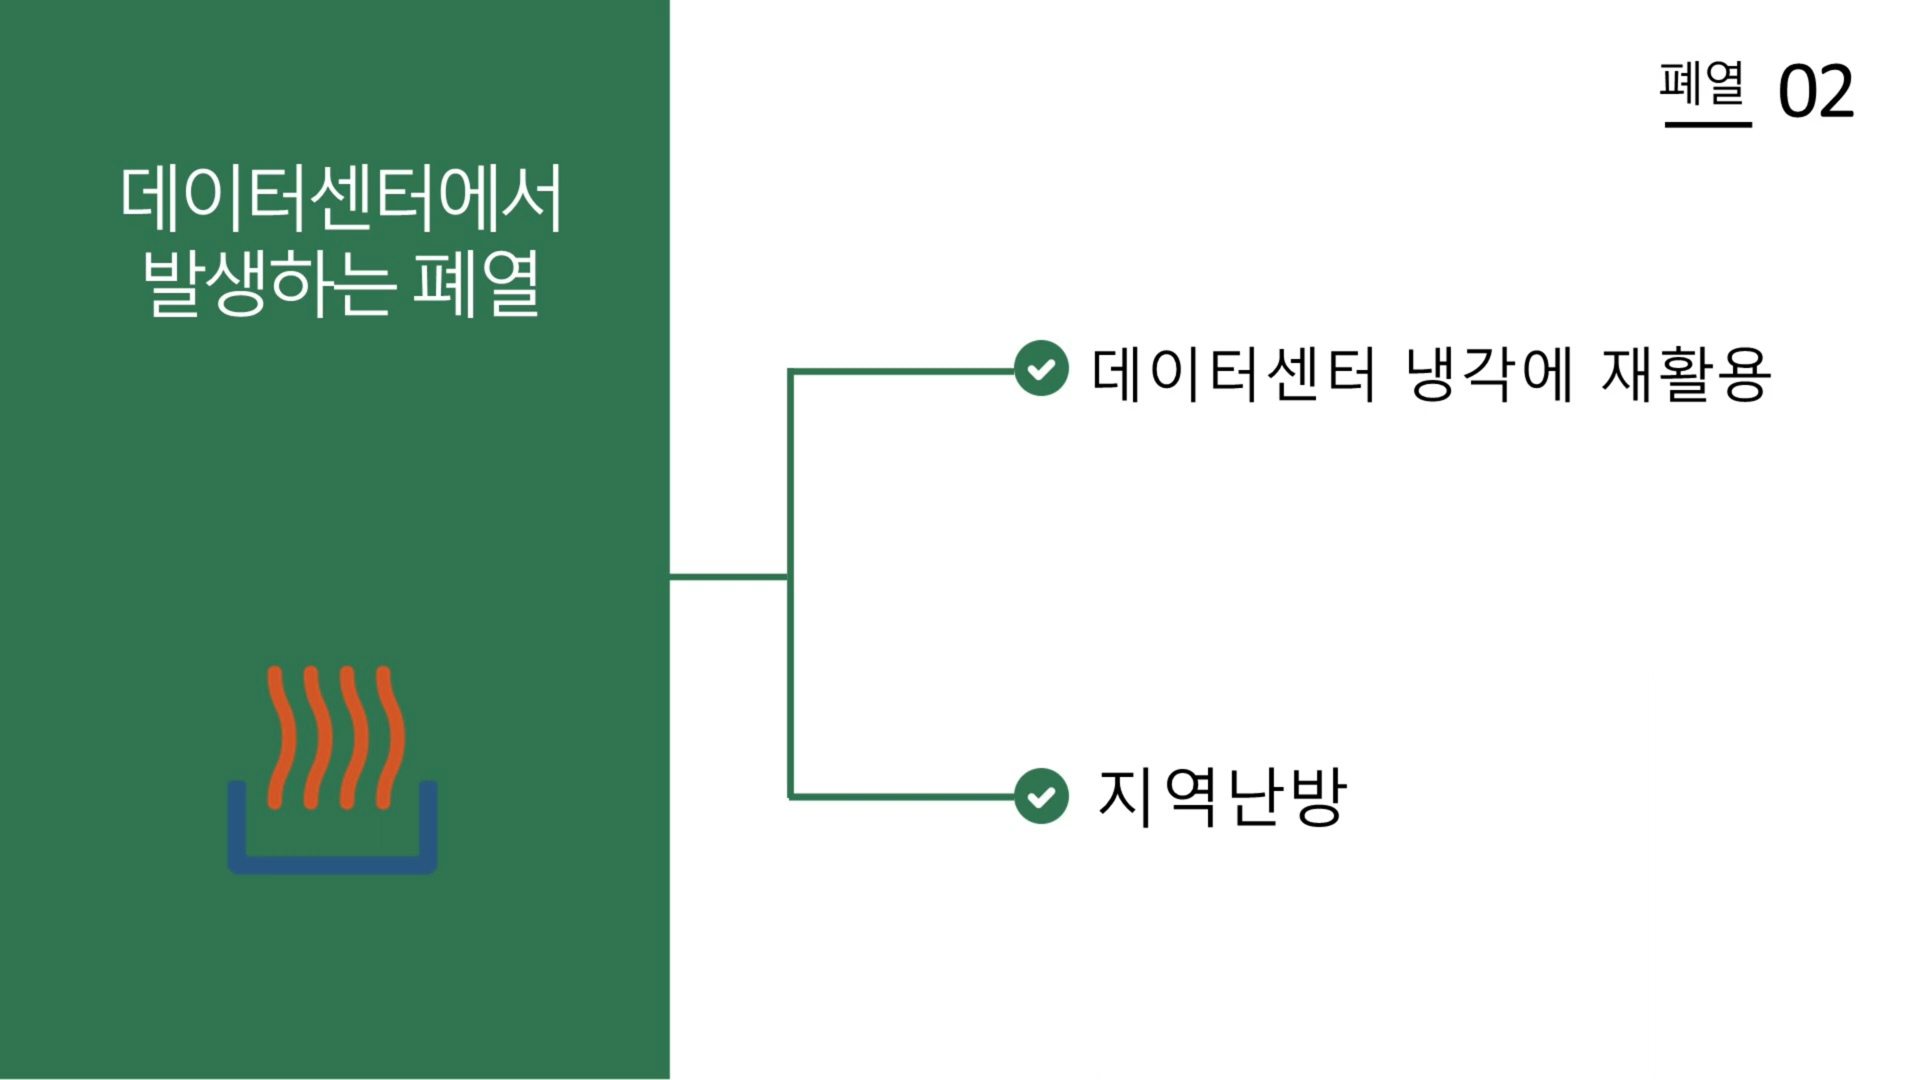 폐열 02
데이터센터에서
발생하는 폐열
데이터센터 냉각에 재활용
지역난방